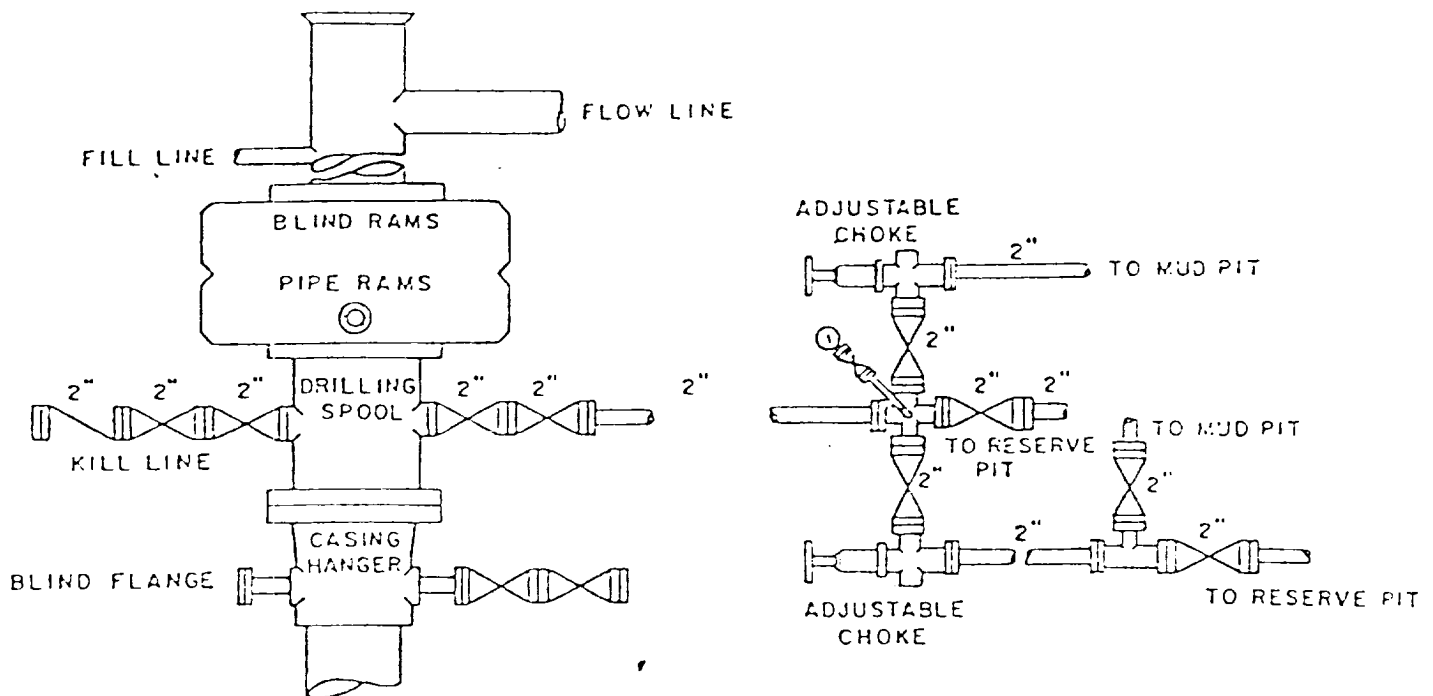 FLOW LINE
FILL LINE
BLIND RAMS
PIPE RAMS
2" 2" 2"
DRILLING
SPOOL
2" 2" 2"
KILL LINE
CASING
HANGER
BLIND FLANGE
ADJUSTABLE
CHOKE
2"
TO MUD PIT
2"
2" 2"
TO RESERVE
PIT
TO MUD PIT
2"
2"
2"
2"
TO RESERVE PIT
ADJUSTABLE
CHOKE